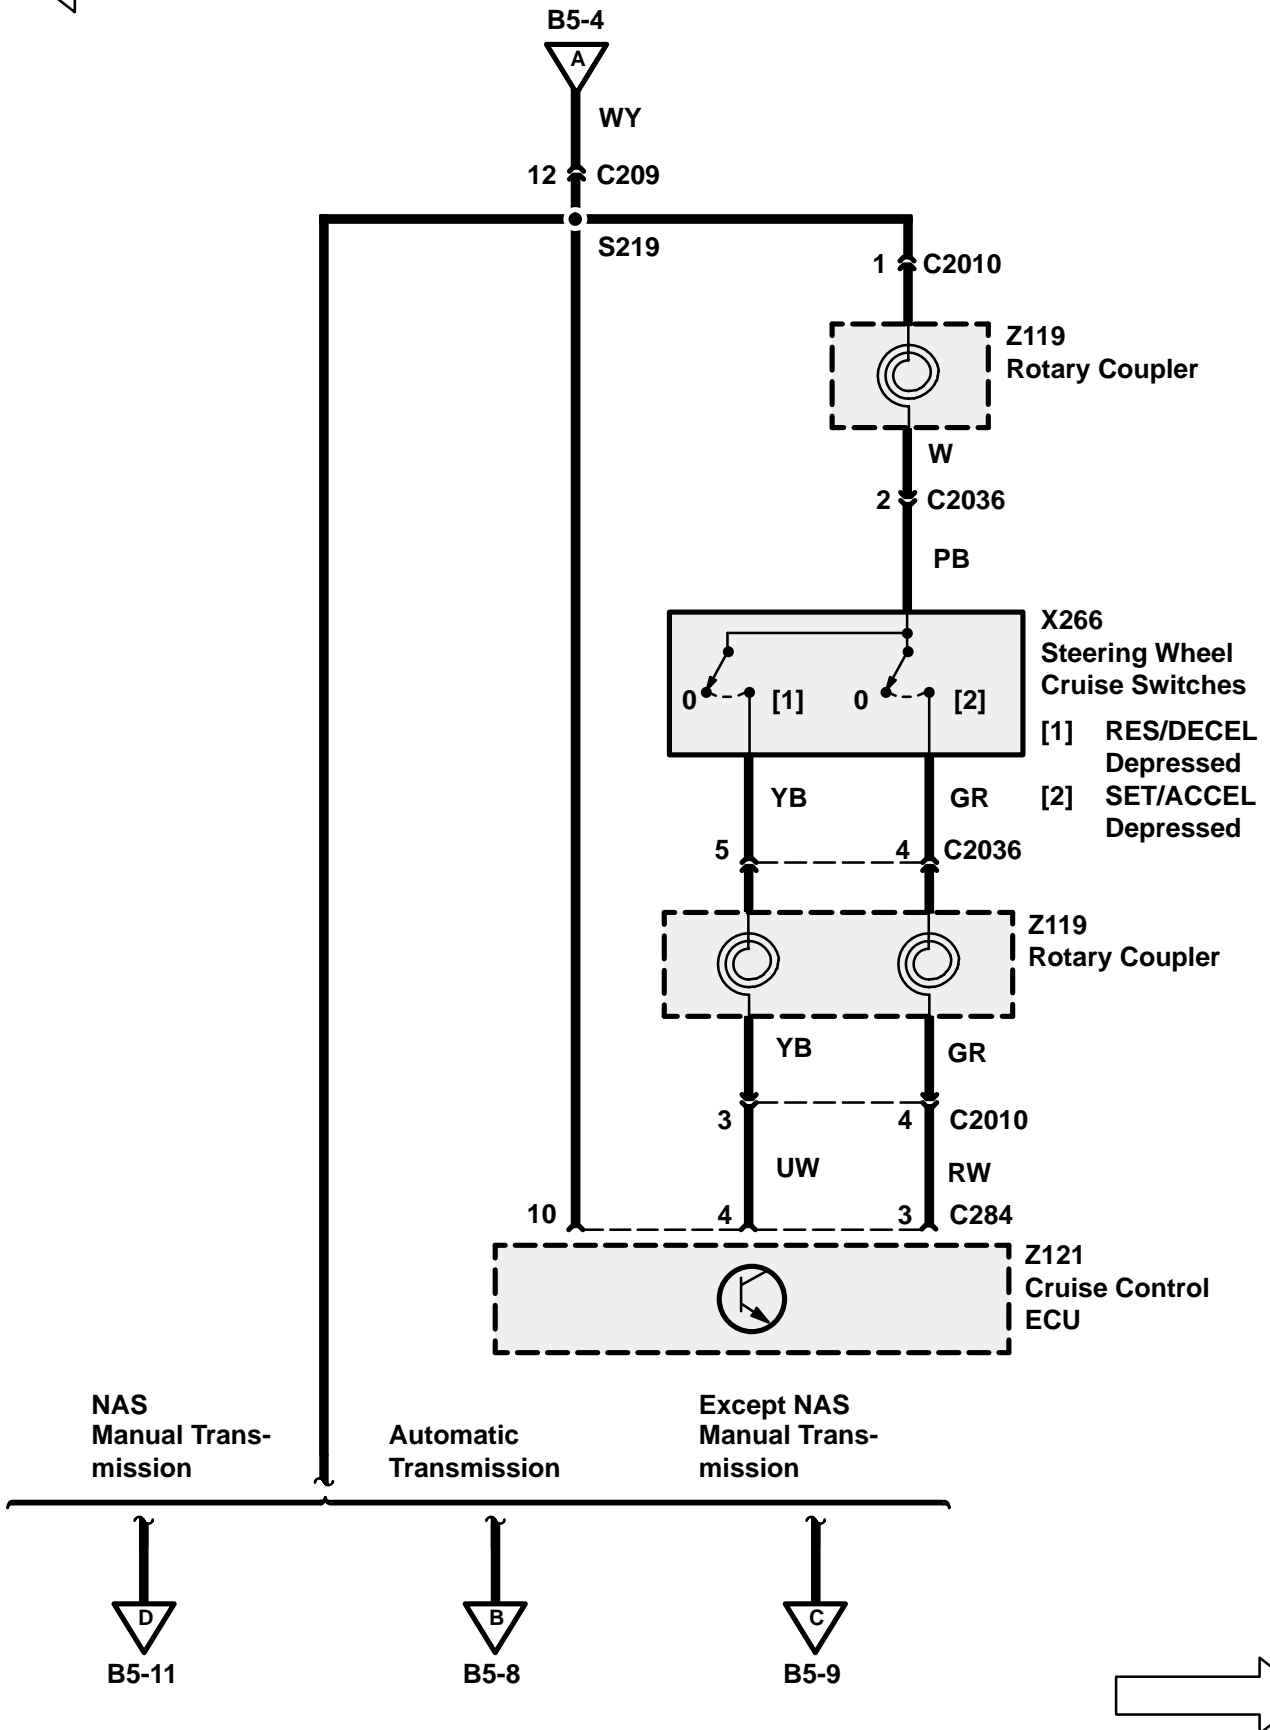 B5-4
A
WY
12 C209
S219
1 C2010
Z119
Rotary Coupler
W
2 C2036
PB
X266
Steering Wheel
Cruise Switches
0 [1] 0 [2]
[1] RES/DECEL
Depressed
[2] SET/ACCEL
Depressed
YB GR
5 4 C2036
Z119
Rotary Coupler
YB GR
3 4 C2010
UW RW
10 4 3 C284
Z121
Cruise Control
ECU
NAS
Manual Trans-
mission
Automatic
Transmission
Except NAS
Manual Trans-
mission
D B C
B5-11 B5-8 B5-9